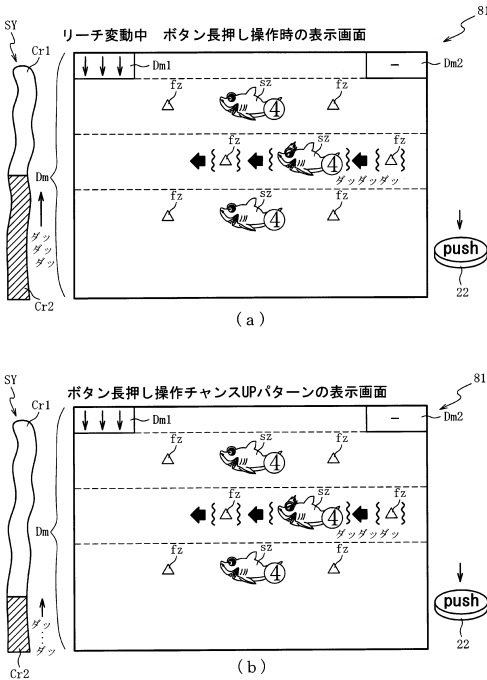 81
SY
Cr1
リーチ変動中 ボタン長押し操作時の表示画面
Dm1
－
Dm2
fz
sz
④
fz
fz
sz
④
fz
Dm
ダッダッダッ
fz
sz
④
fz
ダッ
ダッ
ダッ
push
22
Cr2
(a)
81
SY
Cr1
ボタン長押し操作チャンスUPパターンの表示画面
Dm1
－
Dm2
fz
sz
④
fz
fz
sz
④
fz
Dm
ダッダッダッ
fz
sz
④
fz
ダッ
⋮
ダッ
push
22
Cr2
(b)